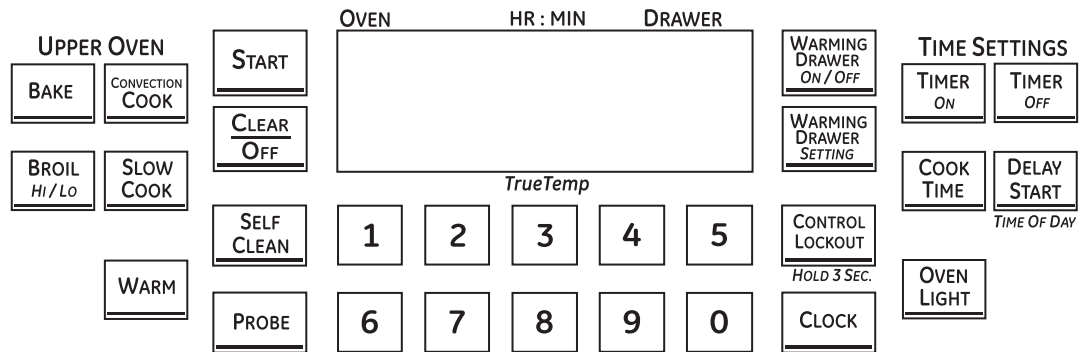 OVEN HR : MIN DRAWER
UPPER OVEN
BAKE
CONVECTION
COOK
BROIL
HI / LO
SLOW
COOK
WARM
START
CLEAR
OFF
SELF
CLEAN
PROBE
TrueTemp
1 2 3 4 5
6 7 8 9 0
WARMING
DRAWER
ON / OFF
WARMING
DRAWER
SETTING
CONTROL
LOCKOUT
HOLD 3 SEC.
CLOCK
TIME SETTINGS
TIMER
ON
TIMER
OFF
COOK
TIME
DELAY
START
TIME OF DAY
OVEN
LIGHT